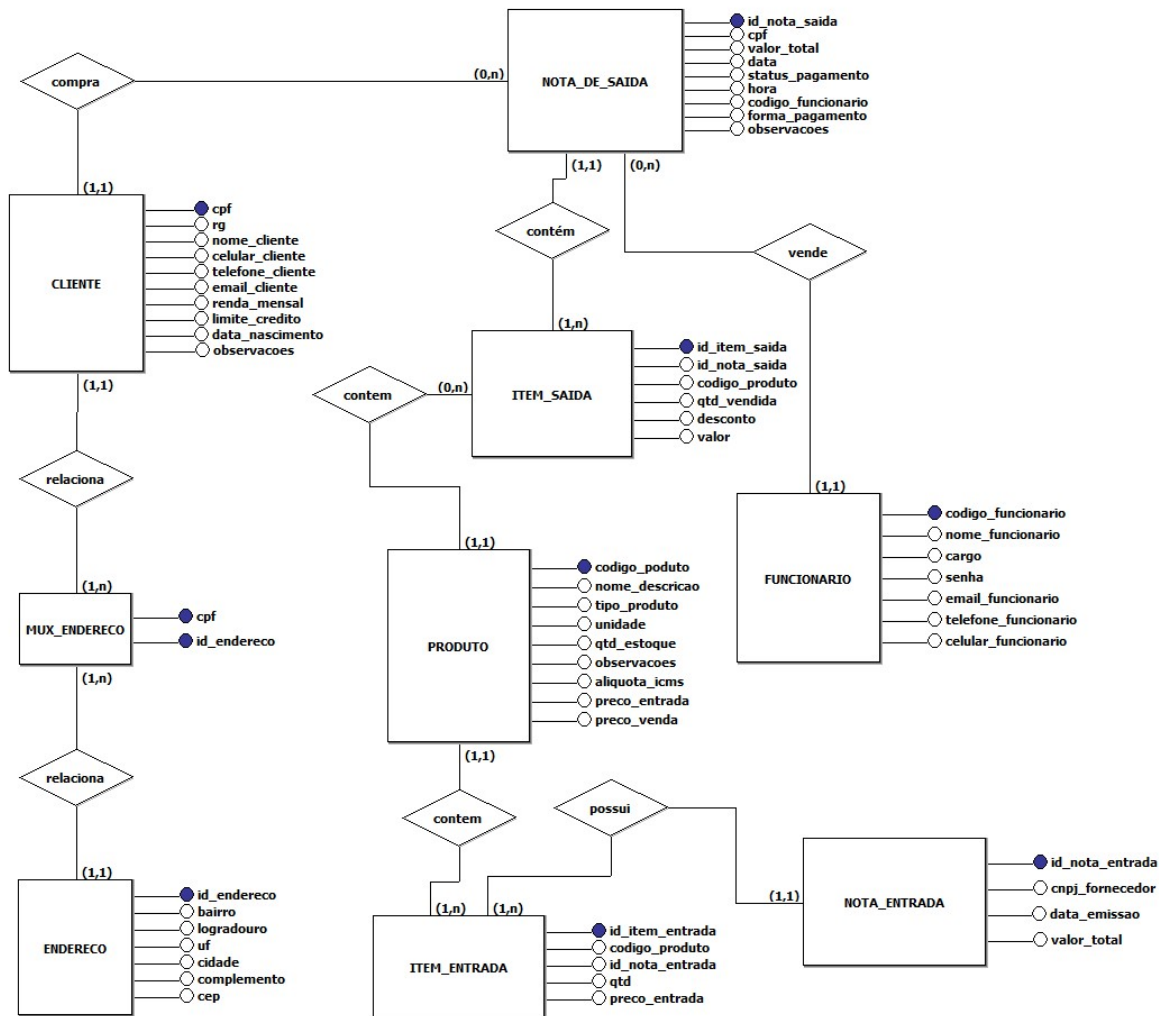 id_nota_saida
cpf
valor_total
data
status_pagamento
hora
codigo_funcionario
forma_pagamento
observacoes
NOTA_DE_SAIDA
compra
(0,n)
(1,1)
(0,n)
(1,1)
CLIENTE
cpf
rg
nome_cliente
celular_cliente
telefone_cliente
email_cliente
renda_mensal
limite_credito
data_nascimento
observacoes
contém
vende
(1,n)
ITEM_SAIDA
id_item_saida
id_nota_saida
codigo_produto
qtd_vendida
desconto
valor
(1,1)
contem
(0,n)
relaciona
(1,1)
FUNCIONARIO
codigo_funcionario
nome_funcionario
cargo
senha
email_funcionario
telefone_funcionario
celular_funcionario
(1,1)
PRODUTO
codigo_poduto
nome_descricao
tipo_produto
unidade
qtd_estoque
observacoes
aliquota_icms
preco_entrada
preco_venda
(1,n)
MUX_ENDERECO
cpf
id_endereco
(1,n)
relaciona
(1,1)
contem
possui
(1,1)
ENDERECO
id_endereco
bairro
logradouro
uf
cidade
complemento
cep
(1,n)
(1,n)
ITEM_ENTRADA
id_item_entrada
codigo_produto
id_nota_entrada
qtd
preco_entrada
(1,1)
NOTA_ENTRADA
id_nota_entrada
cnpj_fornecedor
data_emissao
valor_total